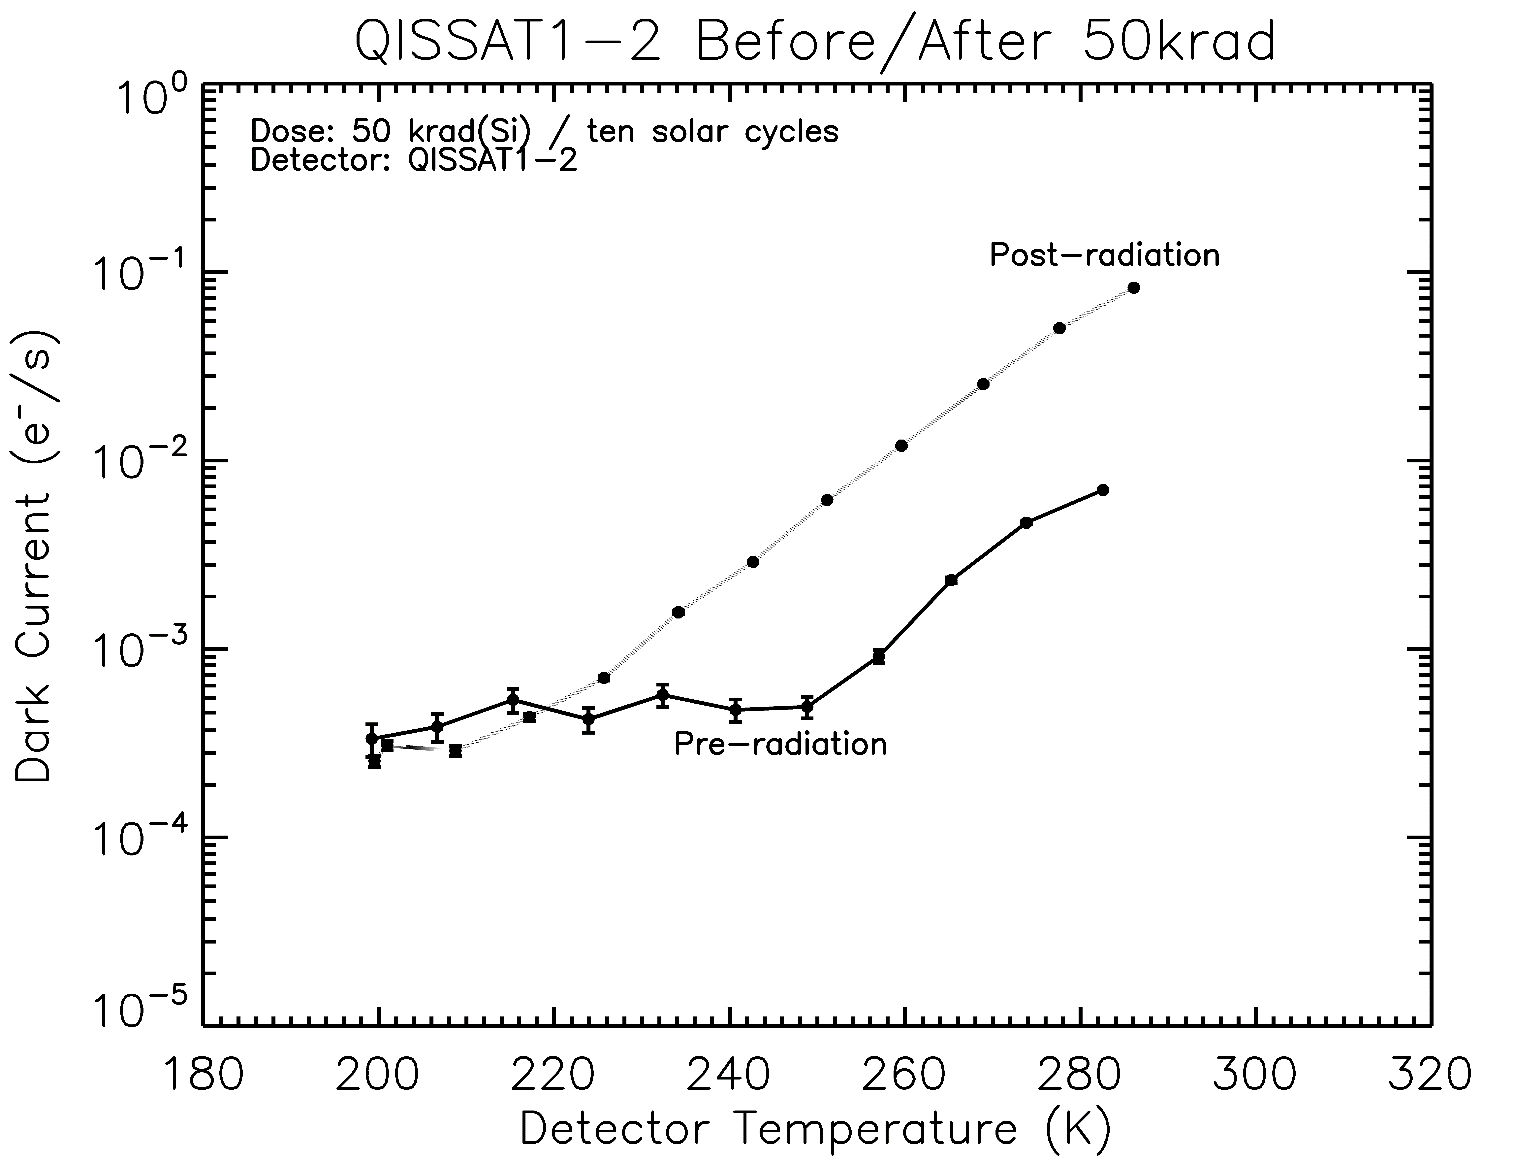 QISSAT1-2 Before/After 50krad
Dose: 50 krad(Si) / ten solar cycles
Detector: QISSAT1-2
Post-radiation
Pre-radiation
10⁰
10⁻¹
10⁻²
10⁻³
10⁻⁴
10⁻⁵
Dark Current (e⁻/s)
180 200 220 240 260 280 300 320
Detector Temperature (K)